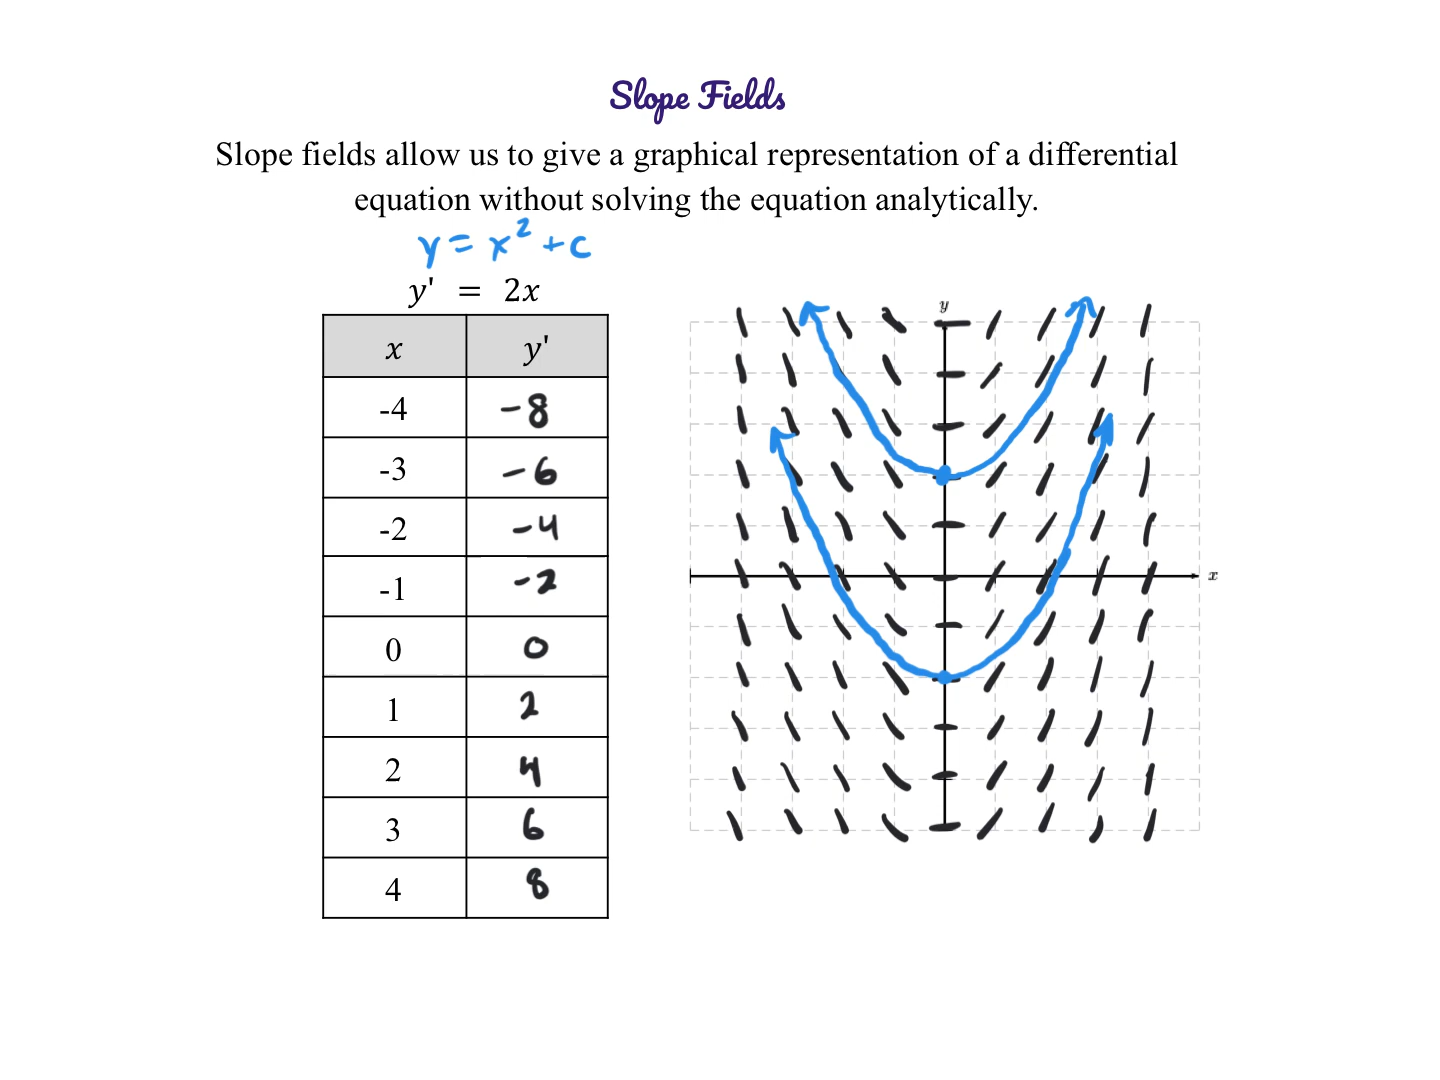 Slope Fields
Slope fields allow us to give a graphical representation of a differential
equation without solving the equation analytically.
y = x² + c
y' = 2x
x y'
-4 -8
-3 -6
-2 -4
-1 -2
0 0
1 2
2 4
3 6
4 8
y
x